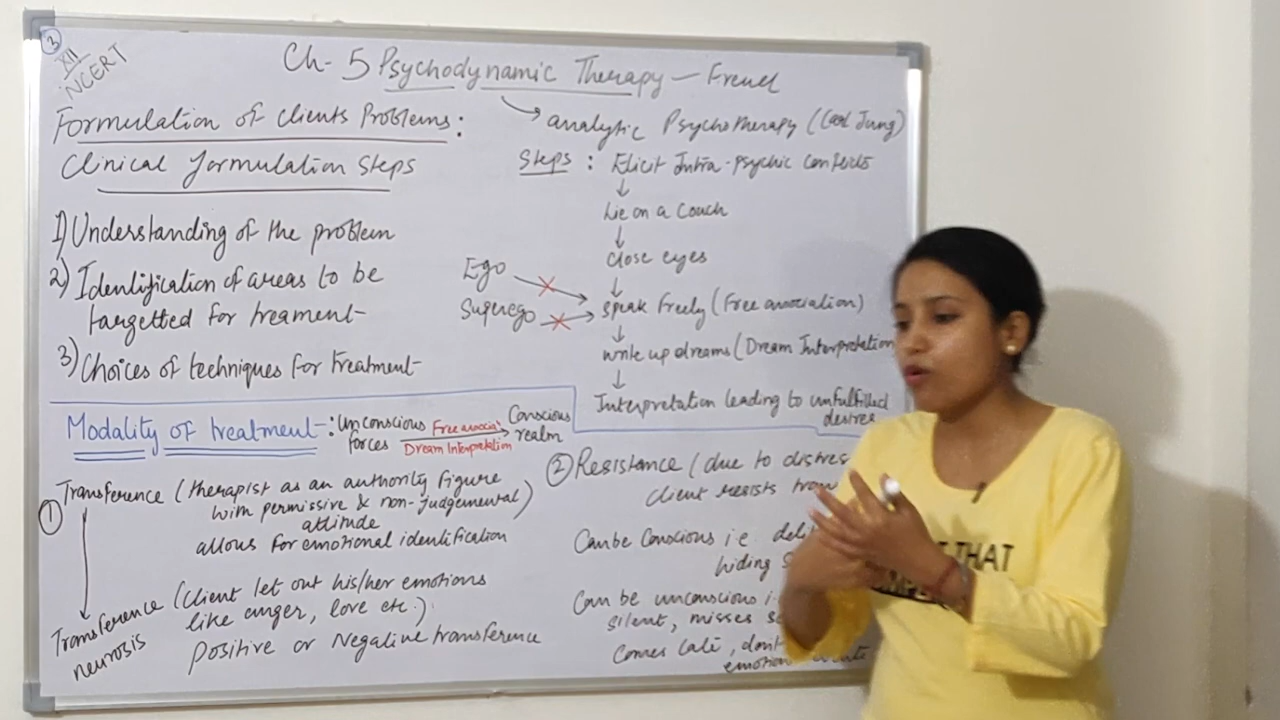 3
XII
NCERT
Ch-5 Psychodynamic Therapy — Freud
Formulation of clients Problems:
Clinical formulation steps
1) Understanding of the problem
2) Identification of areas to be
targetted for treament
3) Choices of techniques for treatment
analytic Psychotherapy (Carl Jung)
Steps : Elicit Intra-psychic conflicts
lie on a couch
close eyes
Ego
Superego
speak freely (Free association)
write up dreams (Dream Interpretation
Interpretation leading to unfulfilled
desires
Modality of treatment :
Unconscious
forces
Free associa
Dream Interpretation
Conscious
realm
1
Transference (therapist as an authority figure
with permissive & non-judgemental)
attitude
allows for emotional identification
Transference
neurosis
(Client let out his/her emotions
like anger, love etc.)
positive or Negative transference
2 Resistance (due to distres
client resists
Can be conscious i.e
hiding
Can be unconscious i.
silent, misses
comes late, dont